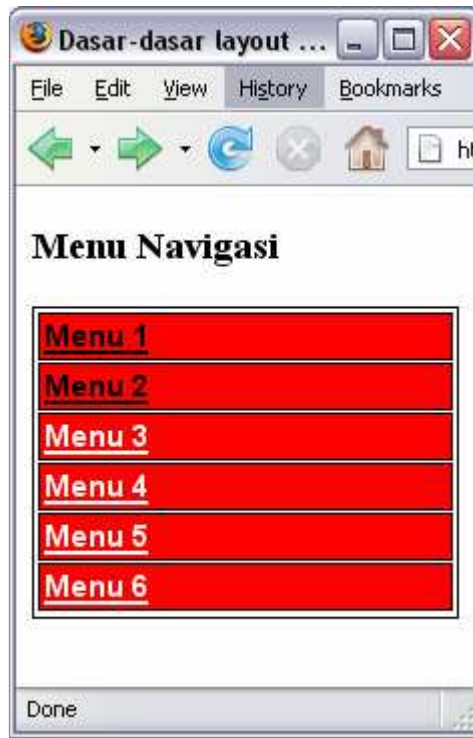 Dasar-dasar layout ...
File Edit View History Bookmarks
Menu Navigasi
Menu 1
Menu 2
Menu 3
Menu 4
Menu 5
Menu 6
Done